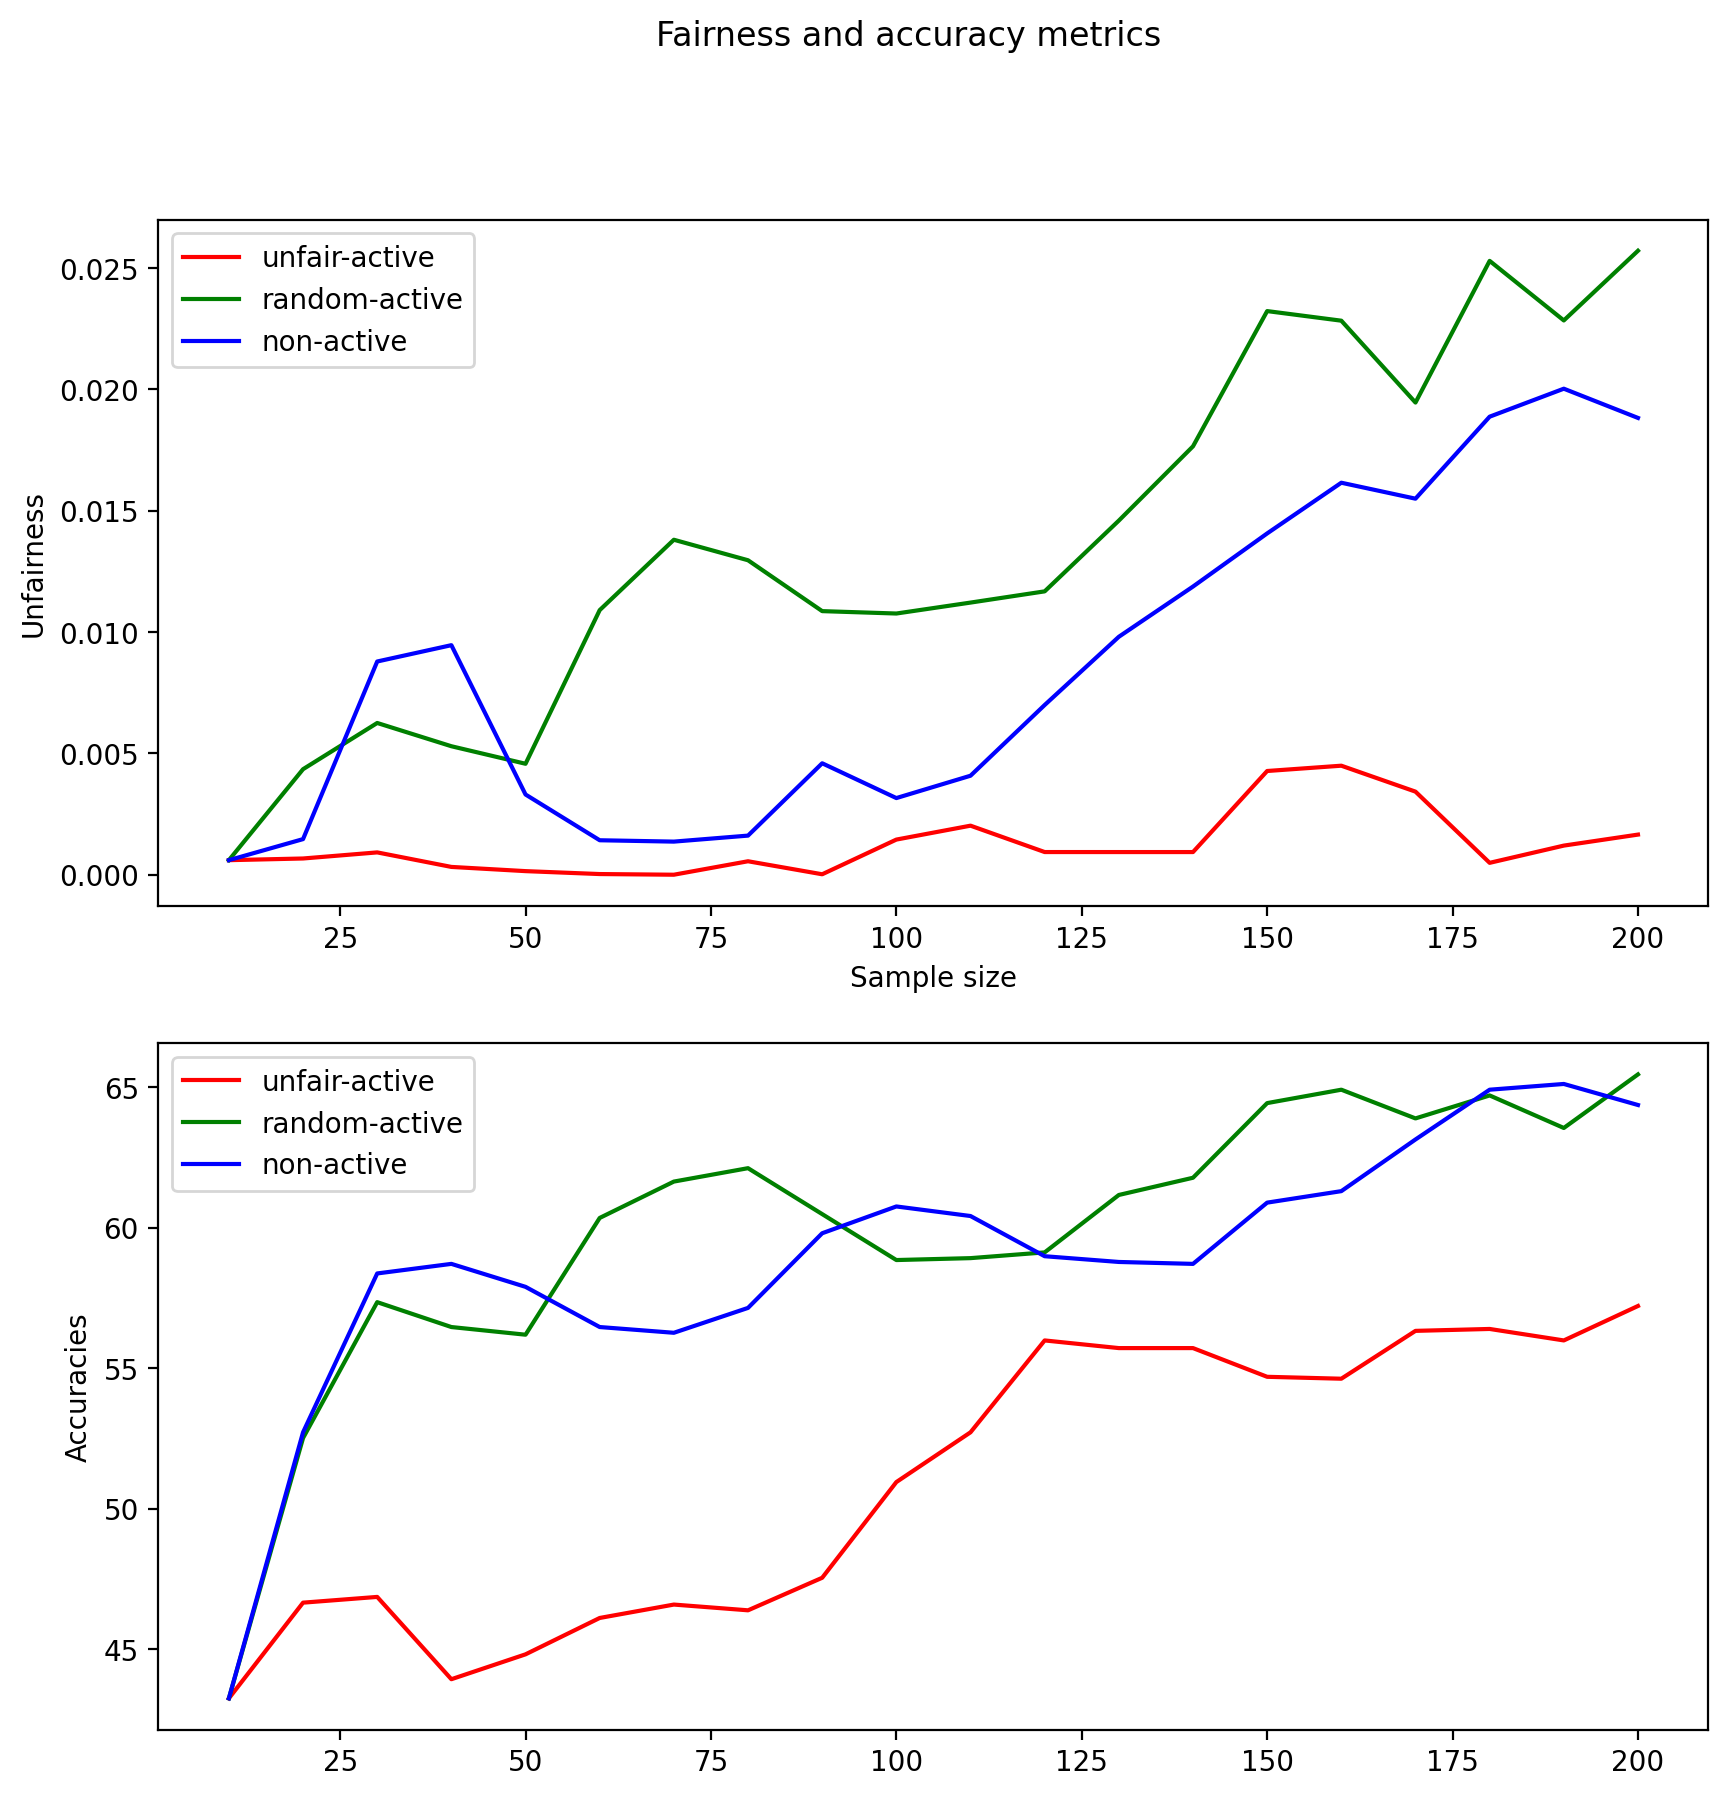 Fairness and accuracy metrics
unfair-active
random-active
non-active
0.025
0.020
0.015
0.010
0.005
0.000
Unfairness
25 50 75 100 125 150 175 200
Sample size
unfair-active
random-active
non-active
65
60
55
50
45
Accuracies
25 50 75 100 125 150 175 200